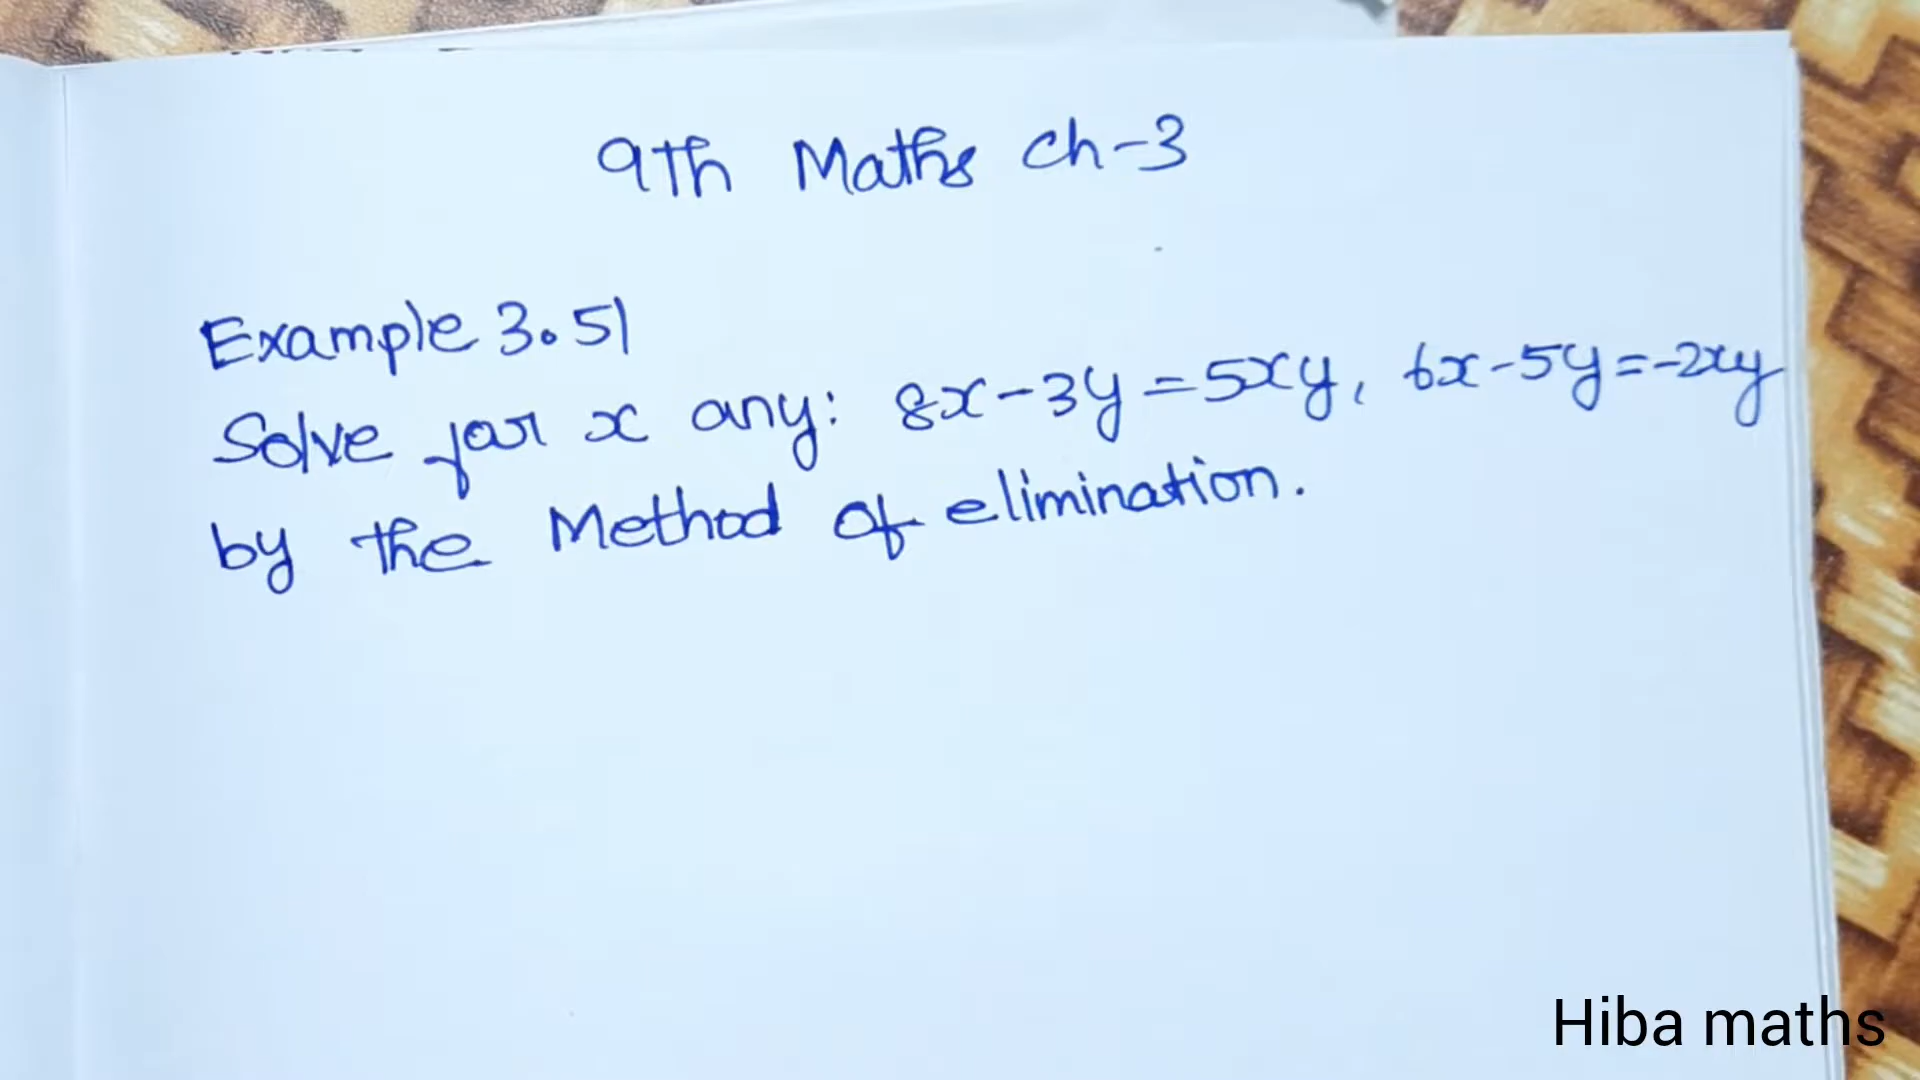 9th Maths Ch-3
Example 3.51
Solve for x any: 8x-3y=5xy, 6x-5y=-2xy
by the Method of elimination.
Hiba maths